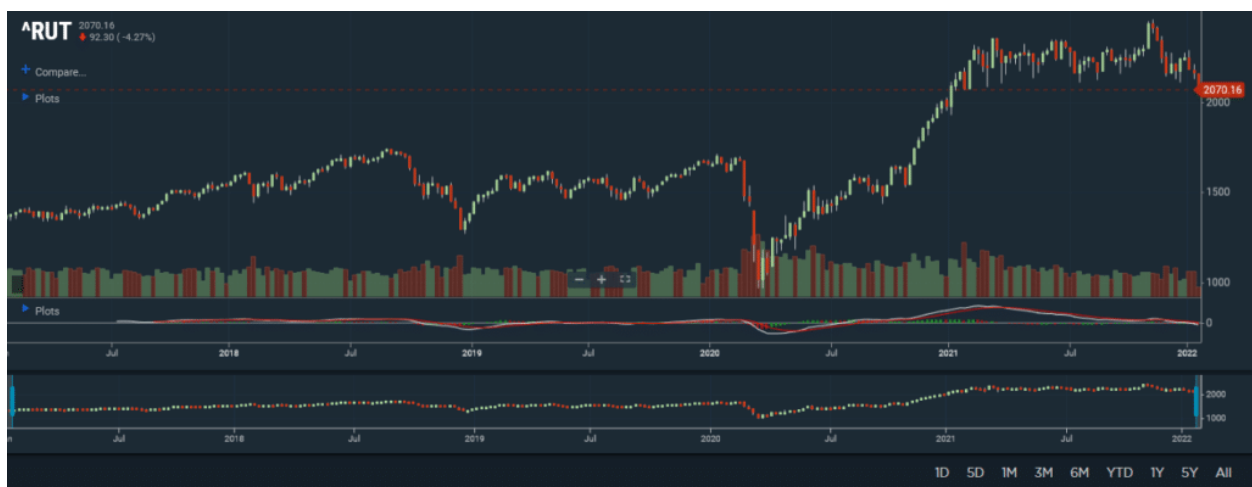 ^RUT 2070.16
92.30 ( -4.27%)
+ Compare...
Plots
2070.16
2000
1500
− +
1000
Plots
0
Jul 2018 Jul 2019 Jul 2020 Jul 2021 Jul 2022
2000
1000
Jul 2018 Jul 2019 Jul 2020 Jul 2021 Jul 2022
1D 5D 1M 3M 6M YTD 1Y 5Y All